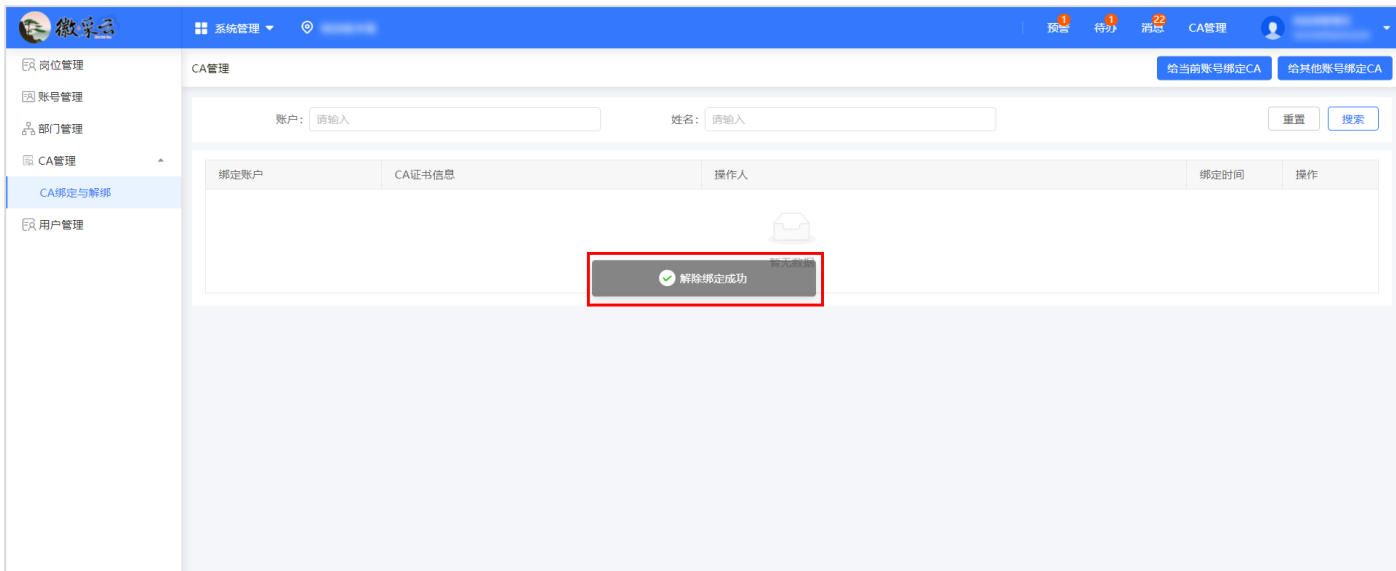 徽采云
系统管理
预警 1
待办 1
消息 22
CA管理
岗位管理
账号管理
部门管理
CA管理
CA绑定与解绑
用户管理
CA管理
给当前账号绑定CA
给其他账号绑定CA
账户： 请输入
姓名： 请输入
重置
搜索
绑定账户 CA证书信息 操作人 绑定时间 操作
暂无数据
解除绑定成功